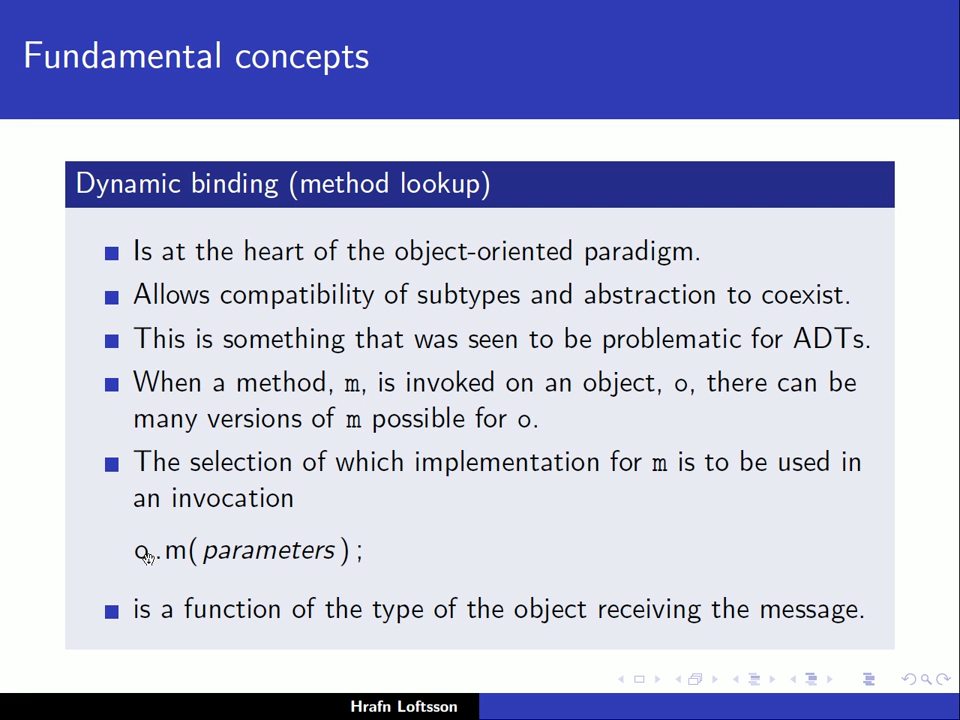 Fundamental concepts
Dynamic binding (method lookup)
Is at the heart of the object-oriented paradigm.
Allows compatibility of subtypes and abstraction to coexist.
This is something that was seen to be problematic for ADTs.
When a method, m, is invoked on an object, o, there can be
many versions of m possible for o.
The selection of which implementation for m is to be used in
an invocation
o.m(parameters);
is a function of the type of the object receiving the message.
Hrafn Loftsson